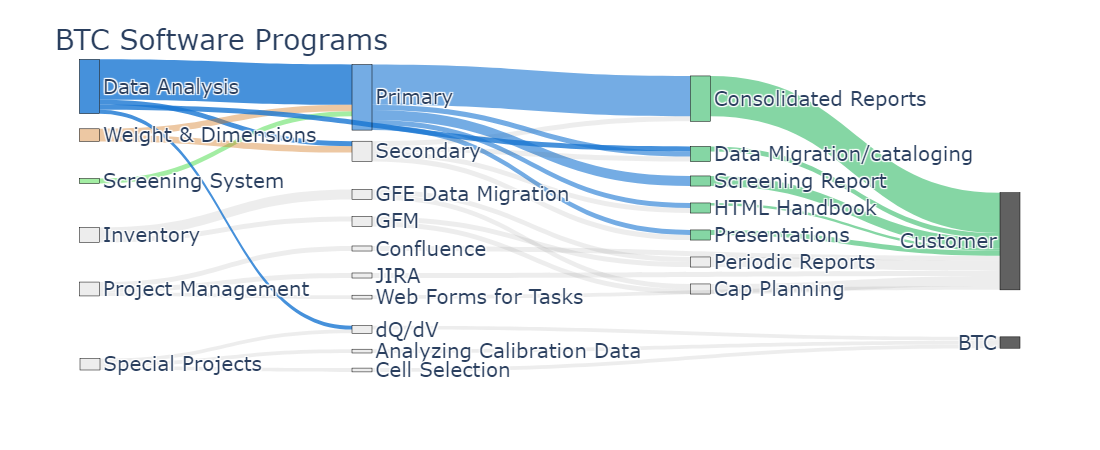 BTC Software Programs
Data Analysis
Weight & Dimensions
Screening System
Inventory
Project Management
Special Projects
Primary
Secondary
GFE Data Migration
GFM
Confluence
JIRA
Web Forms for Tasks
dQ/dV
Analyzing Calibration Data
Cell Selection
Consolidated Reports
Data Migration/cataloging
Screening Report
HTML Handbook
Presentations
Periodic Reports
Cap Planning
Customer
BTC